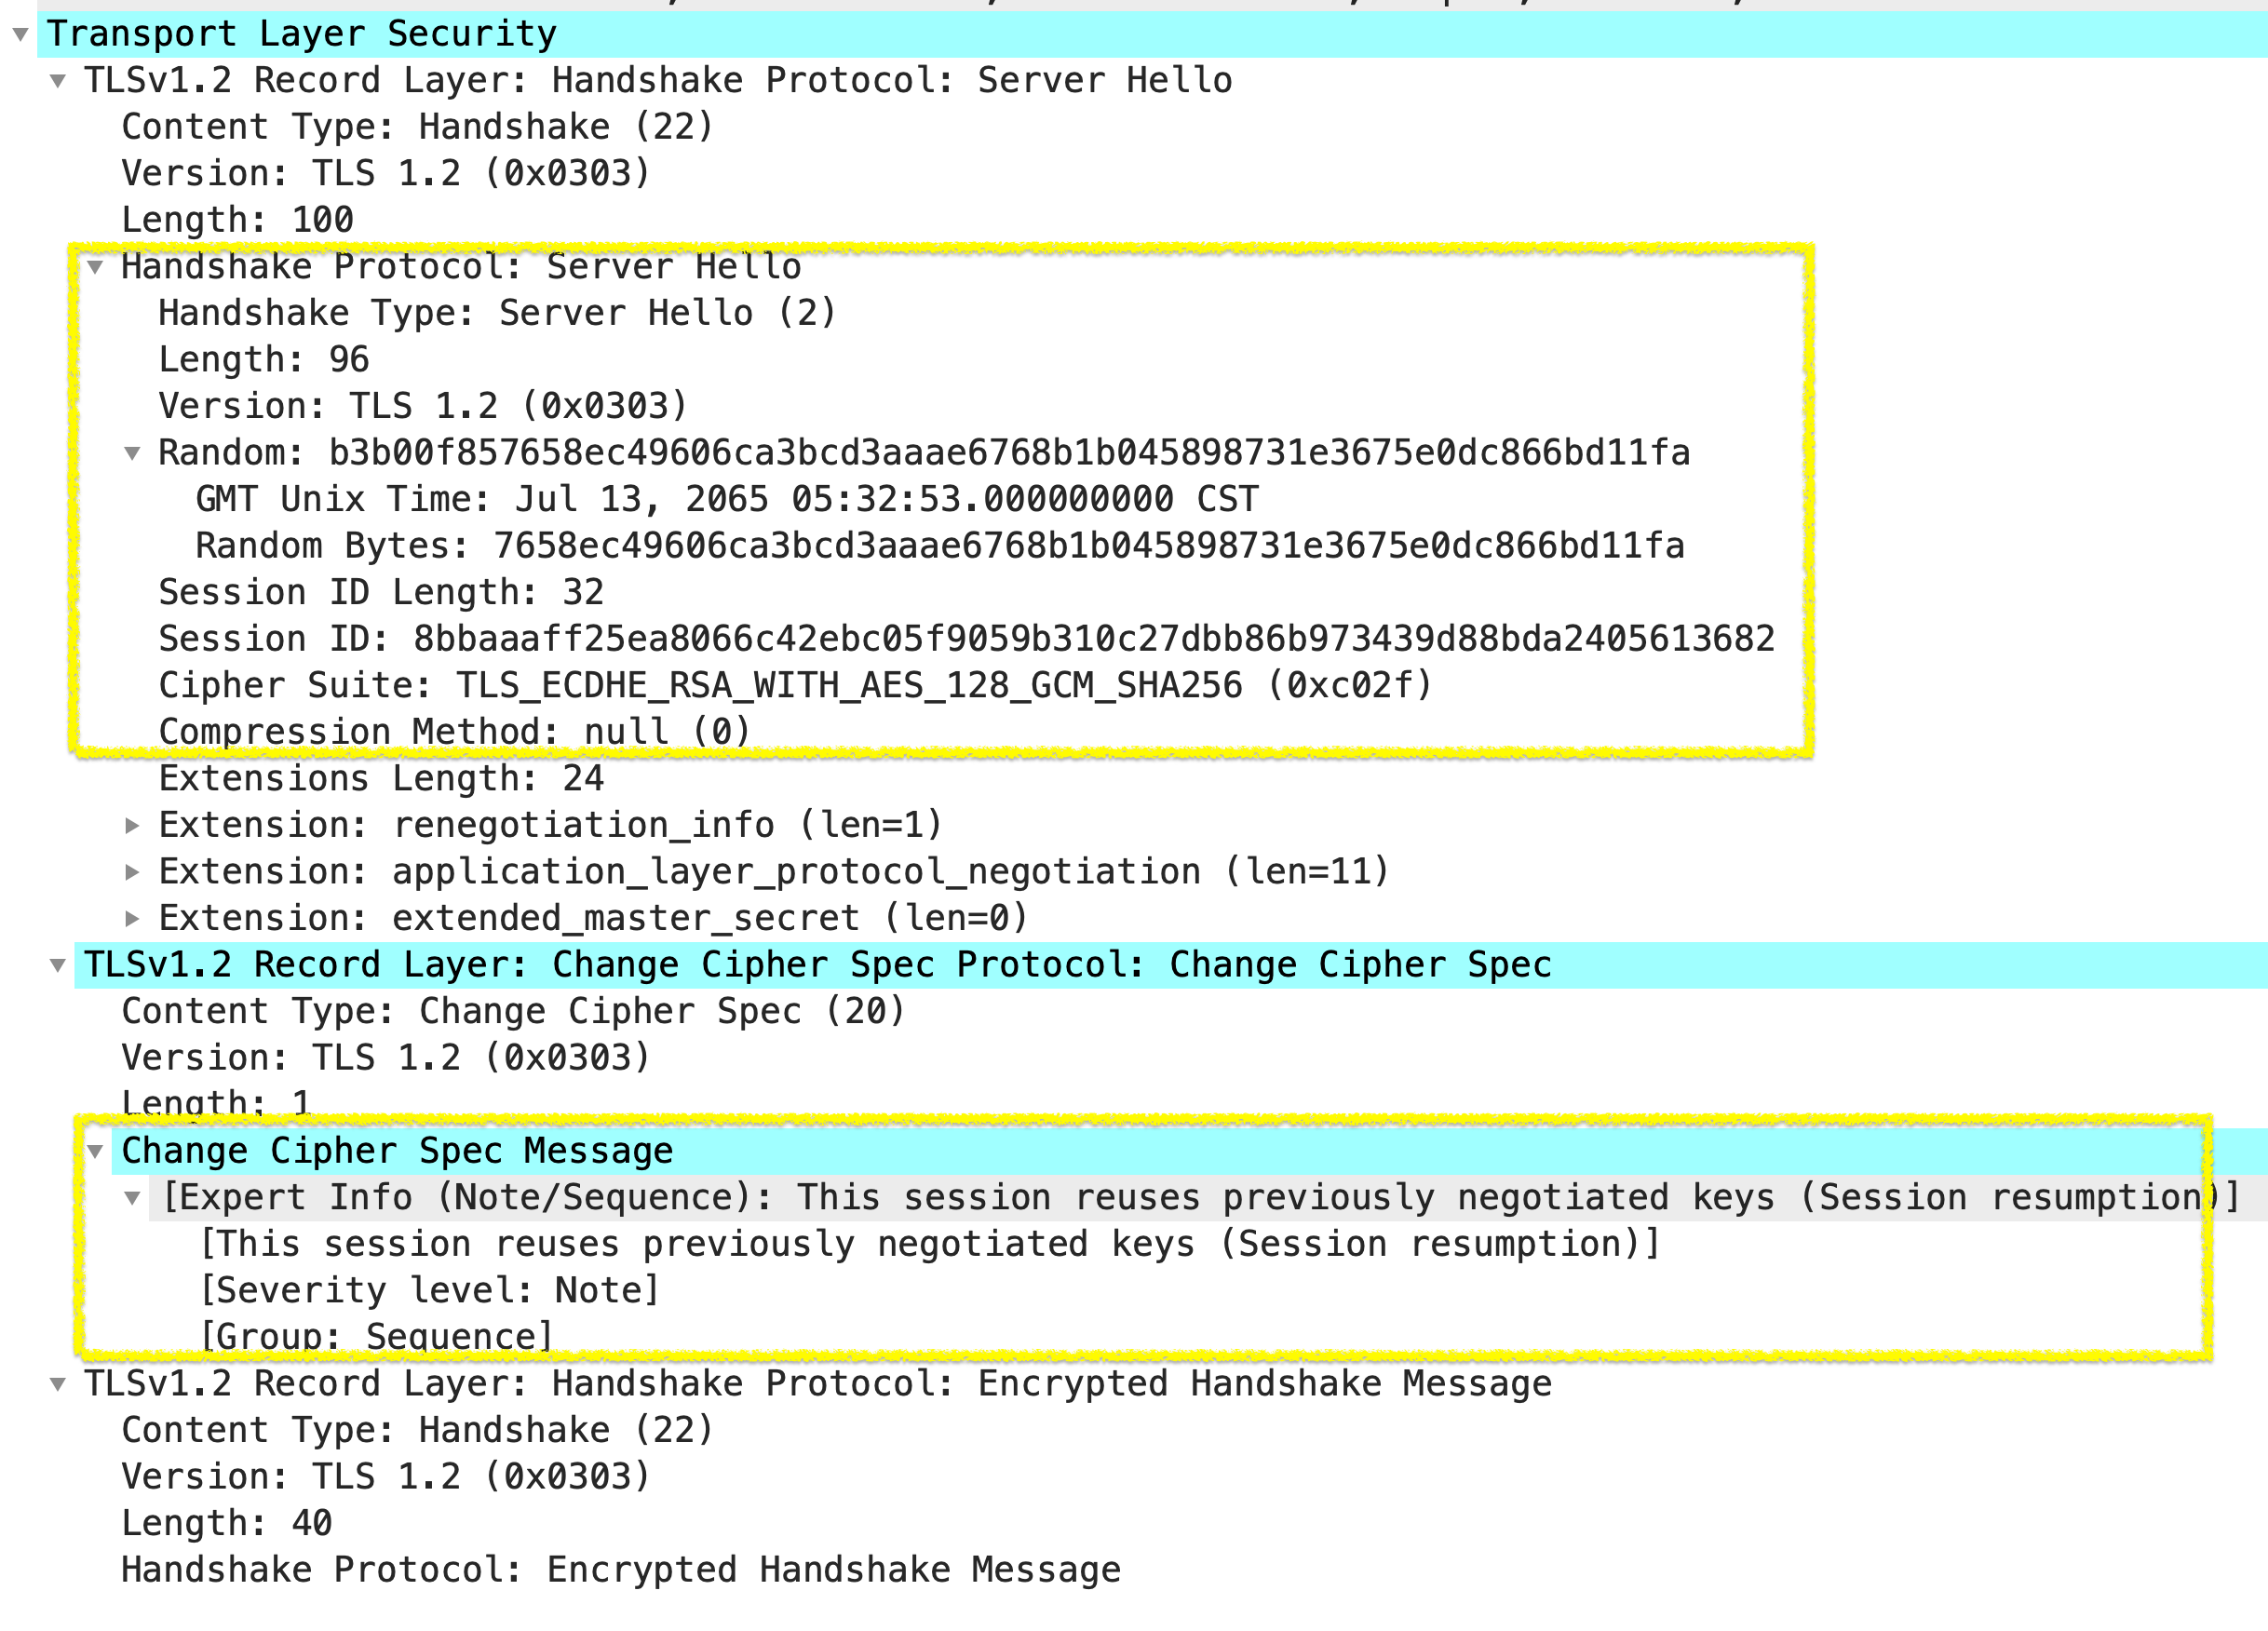 Transport Layer Security
TLSv1.2 Record Layer: Handshake Protocol: Server Hello
Content Type: Handshake (22)
Version: TLS 1.2 (0x0303)
Length: 100
Handshake Protocol: Server Hello
Handshake Type: Server Hello (2)
Length: 96
Version: TLS 1.2 (0x0303)
Random: b3b00f857658ec49606ca3bcd3aaae6768b1b045898731e3675e0dc866bd11fa
GMT Unix Time: Jul 13, 2065 05:32:53.000000000 CST
Random Bytes: 7658ec49606ca3bcd3aaae6768b1b045898731e3675e0dc866bd11fa
Session ID Length: 32
Session ID: 8bbaaaff25ea8066c42ebc05f9059b310c27dbb86b973439d88bda2405613682
Cipher Suite: TLS_ECDHE_RSA_WITH_AES_128_GCM_SHA256 (0xc02f)
Compression Method: null (0)
Extensions Length: 24
Extension: renegotiation_info (len=1)
Extension: application_layer_protocol_negotiation (len=11)
Extension: extended_master_secret (len=0)
TLSv1.2 Record Layer: Change Cipher Spec Protocol: Change Cipher Spec
Content Type: Change Cipher Spec (20)
Version: TLS 1.2 (0x0303)
Length: 1
Change Cipher Spec Message
[Expert Info (Note/Sequence): This session reuses previously negotiated keys (Session resumption)]
[This session reuses previously negotiated keys (Session resumption)]
[Severity level: Note]
[Group: Sequence]
TLSv1.2 Record Layer: Handshake Protocol: Encrypted Handshake Message
Content Type: Handshake (22)
Version: TLS 1.2 (0x0303)
Length: 40
Handshake Protocol: Encrypted Handshake Message